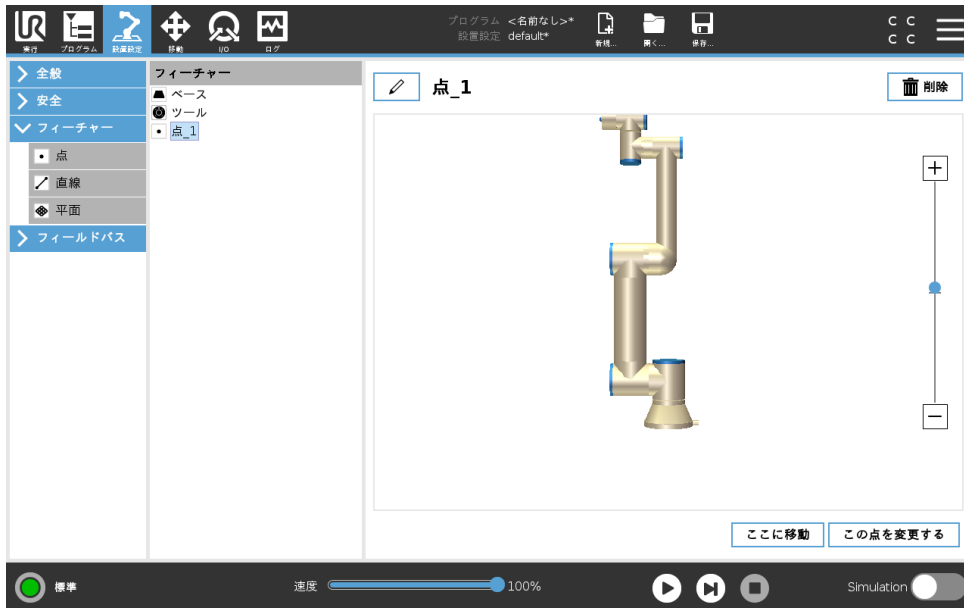 UR
実行
プログラム
設置設定
移動
I/O
ログ
プログラム <名前なし>*
設置設定 default*
新規...
開く...
保存...
C C
C C
全般
安全
フィーチャー
点
直線
平面
フィールドバス
フィーチャー
ベース
ツール
点_1
点_1
削除
ここに移動
この点を変更する
標準
速度
100%
Simulation